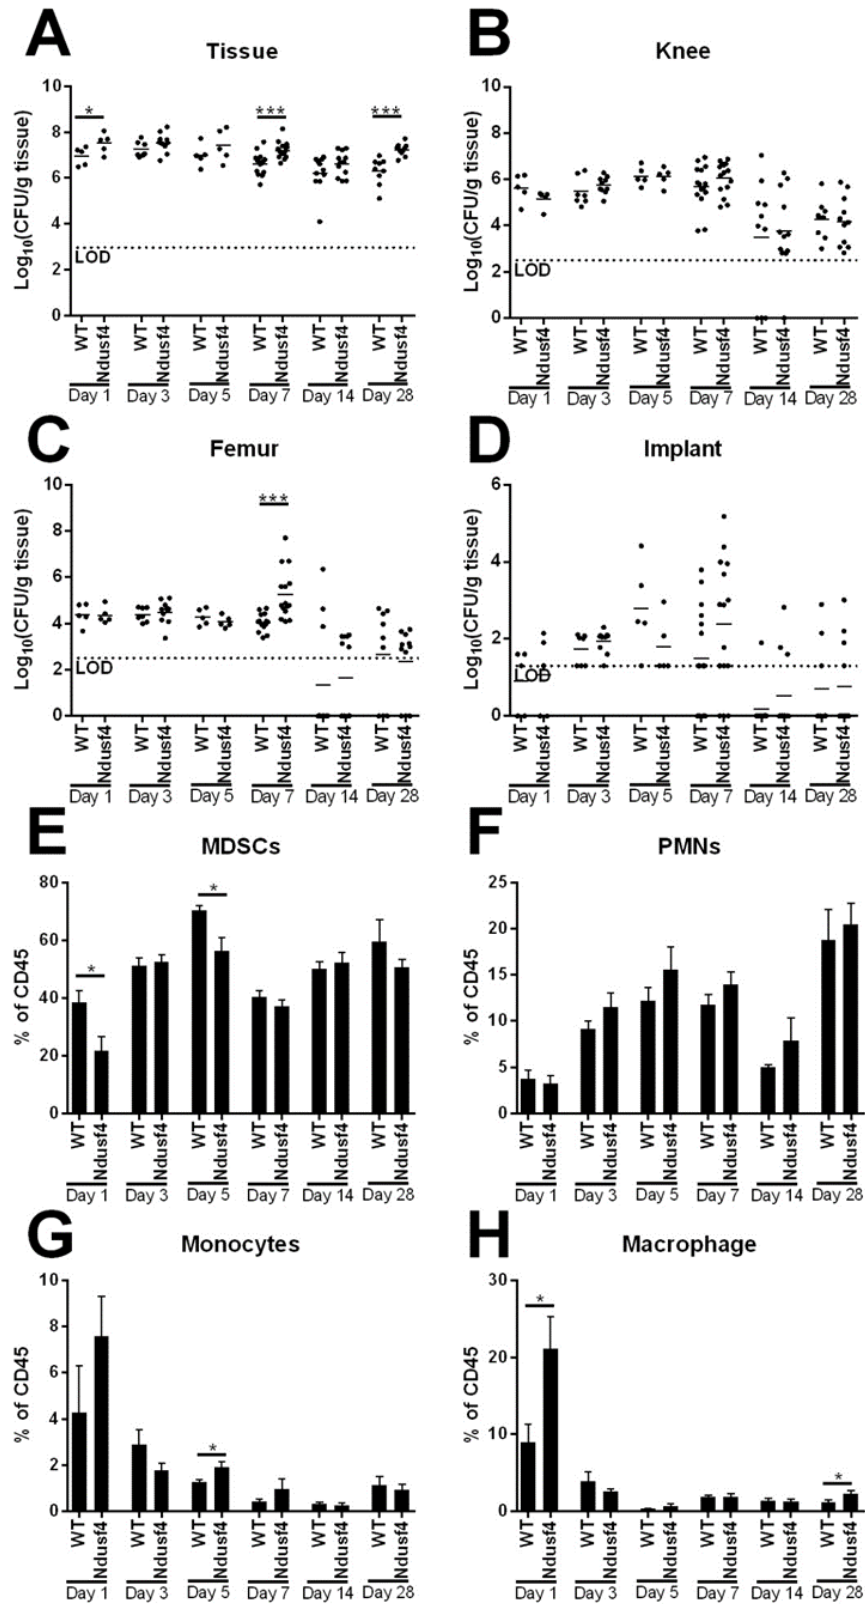 A Tissue
Log10(CFU/g tissue)
10
8
6
4
2
0
* *** ***
LOD
WT Ndusf4 WT Ndusf4 WT Ndusf4 WT Ndusf4 WT Ndusf4 WT Ndusf4
Day 1 Day 3 Day 5 Day 7 Day 14 Day 28
B Knee
Log10(CFU/g tissue)
10
8
6
4
2
0
LOD
WT Ndusf4 WT Ndusf4 WT Ndusf4 WT Ndusf4 WT Ndusf4 WT Ndusf4
Day 1 Day 3 Day 5 Day 7 Day 14 Day 28
C Femur
Log10(CFU/g tissue)
10
8
6
4
2
0
***
LOD
WT Ndusf4 WT Ndusf4 WT Ndusf4 WT Ndusf4 WT Ndusf4 WT Ndusf4
Day 1 Day 3 Day 5 Day 7 Day 14 Day 28
D Implant
Log10(CFU/g tissue)
6
4
2
0
LOD
WT Ndusf4 WT Ndusf4 WT Ndusf4 WT Ndusf4 WT Ndusf4 WT Ndusf4
Day 1 Day 3 Day 5 Day 7 Day 14 Day 28
E MDSCs
% of CD45
80
60
40
20
0
* *
WT Ndusf4 WT Ndusf4 WT Ndusf4 WT Ndusf4 WT Ndusf4 WT Ndusf4
Day 1 Day 3 Day 5 Day 7 Day 14 Day 28
F PMNs
% of CD45
25
20
15
10
5
0
WT Ndusf4 WT Ndusf4 WT Ndusf4 WT Ndusf4 WT Ndusf4 WT Ndusf4
Day 1 Day 3 Day 5 Day 7 Day 14 Day 28
G Monocytes
% of CD45
10
8
6
4
2
0
*
WT Ndusf4 WT Ndusf4 WT Ndusf4 WT Ndusf4 WT Ndusf4 WT Ndusf4
Day 1 Day 3 Day 5 Day 7 Day 14 Day 28
H Macrophage
% of CD45
30
20
10
0
* *
WT Ndusf4 WT Ndusf4 WT Ndusf4 WT Ndusf4 WT Ndusf4 WT Ndusf4
Day 1 Day 3 Day 5 Day 7 Day 14 Day 28